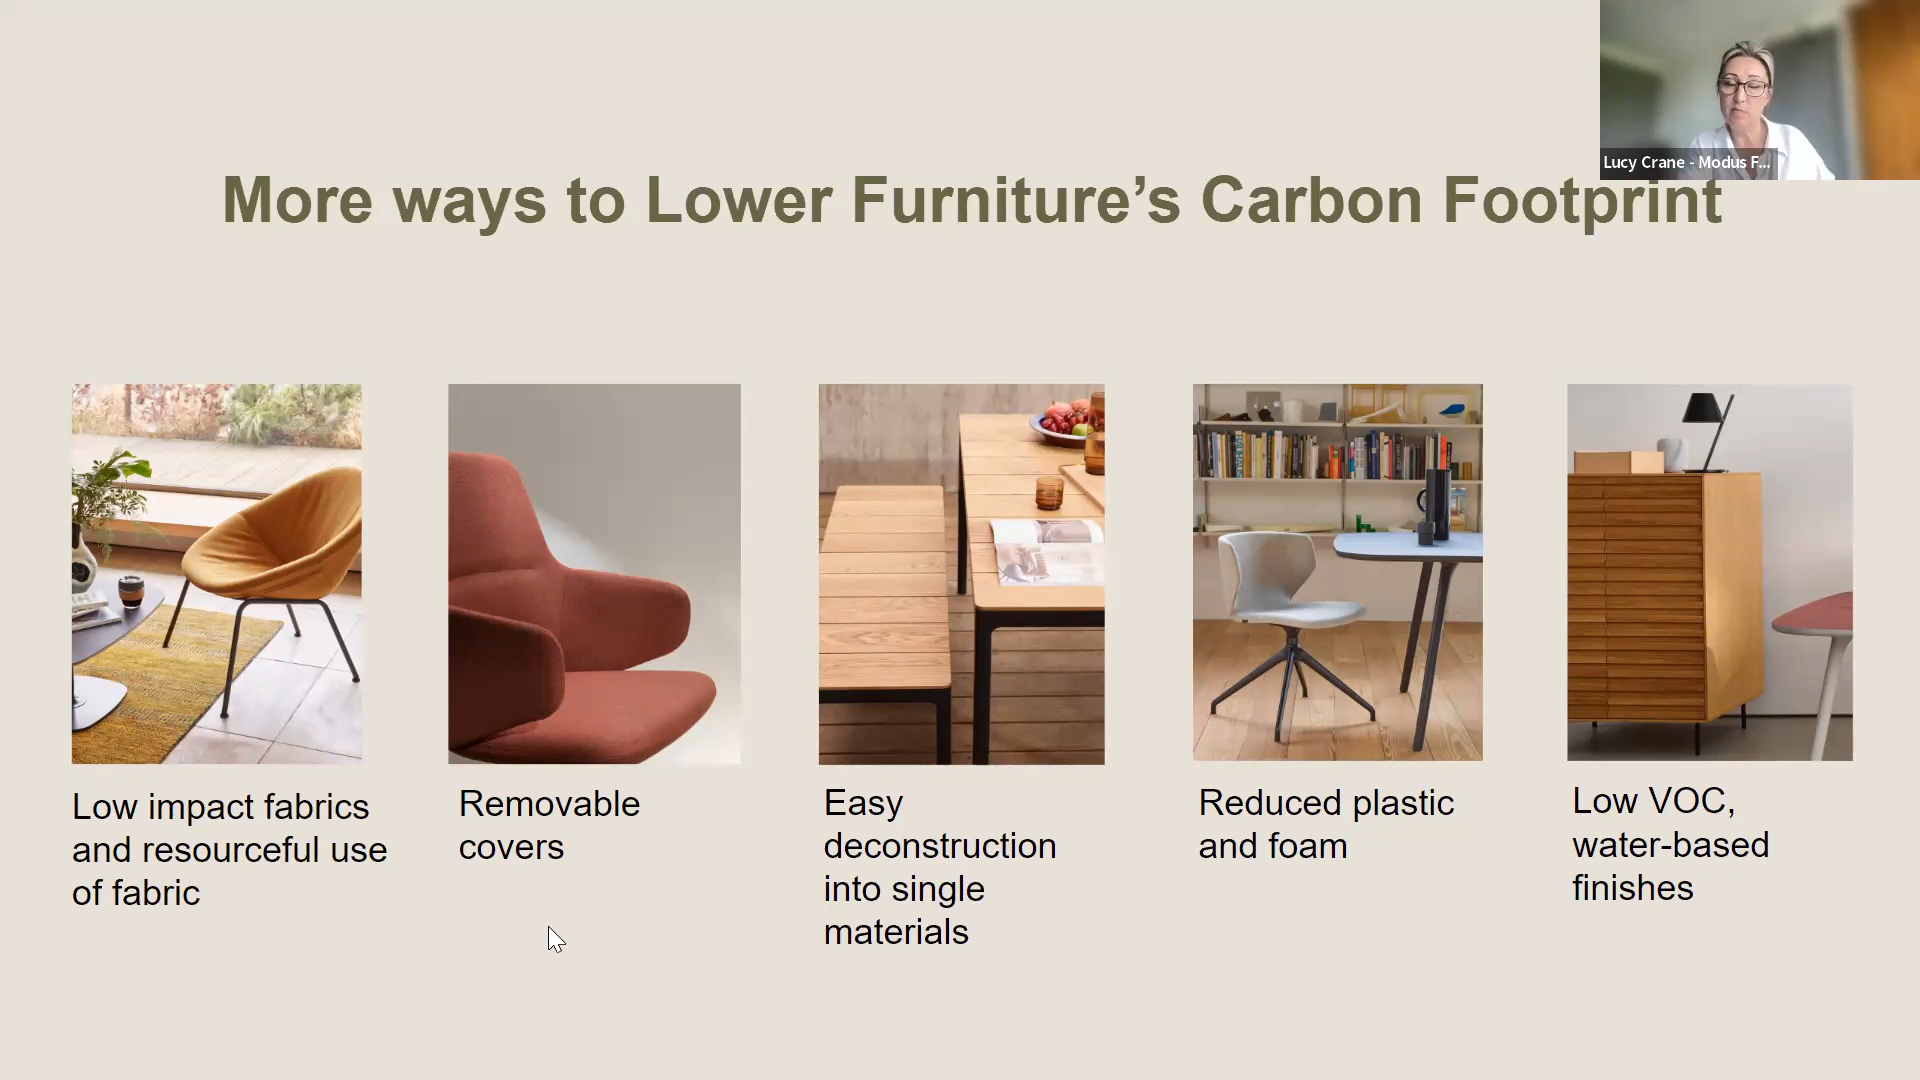 Lucy Crane - Modus F...
More ways to Lower Furniture’s Carbon Footprint
Low impact fabrics
and resourceful use
of fabric
Removable
covers
Easy
deconstruction
into single
materials
Reduced plastic
and foam
Low VOC,
water-based
finishes